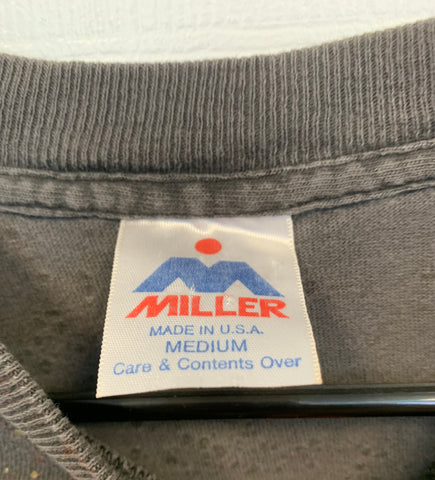 MILLER
MADE IN U.S.A.
MEDIUM
Care & Contents Over